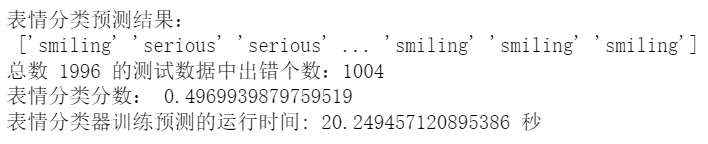 表情分类预测结果：
['smiling' 'serious' 'serious' ... 'smiling' 'smiling' 'smiling']
总数 1996 的测试数据中出错个数：1004
表情分类分数： 0.4969939879759519
表情分类器训练预测的运行时间: 20.249457120895386 秒